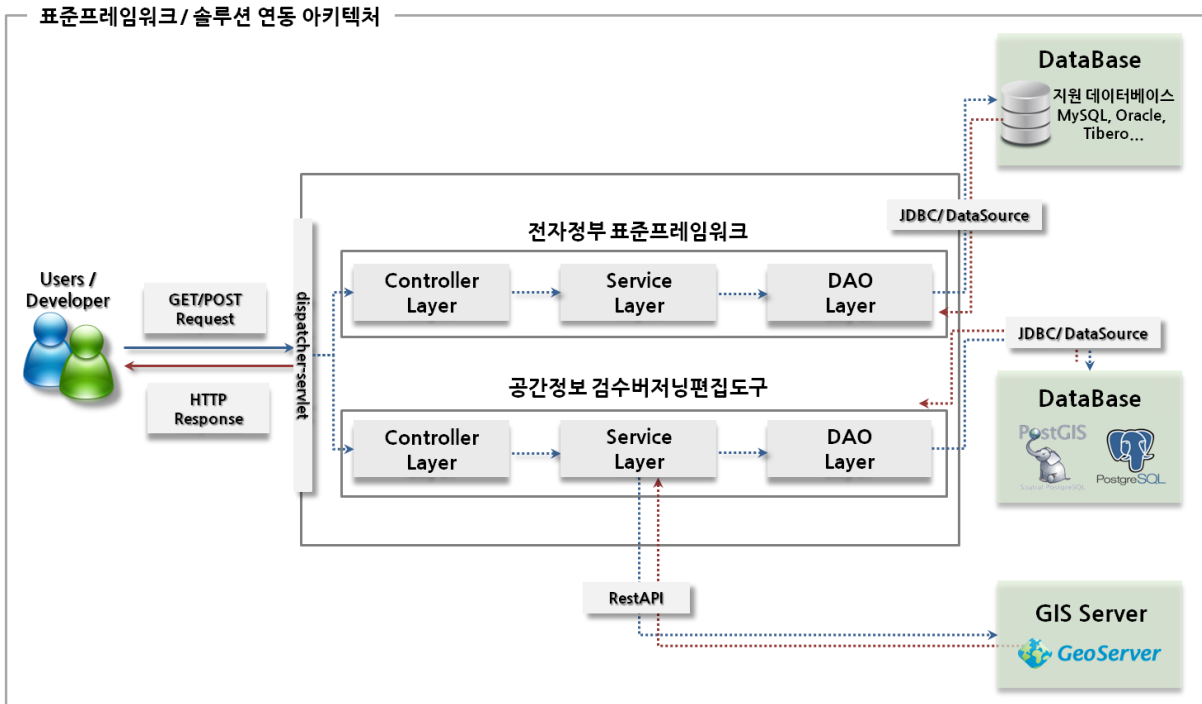 표준프레임워크 / 솔루션 연동 아키텍처
DataBase
지원 데이터베이스
MySQL, Oracle,
Tibero...
JDBC/DataSource
전자정부 표준프레임워크
Controller
Layer
Service
Layer
DAO
Layer
Users /
Developer
GET/POST
Request
HTTP
Response
dispatcher-servlet
JDBC/DataSource
공간정보 검수버저닝편집도구
Controller
Layer
Service
Layer
DAO
Layer
DataBase
PostGIS
Spatial PostgreSQL
PostgreSQL
RestAPI
GIS Server
GeoServer